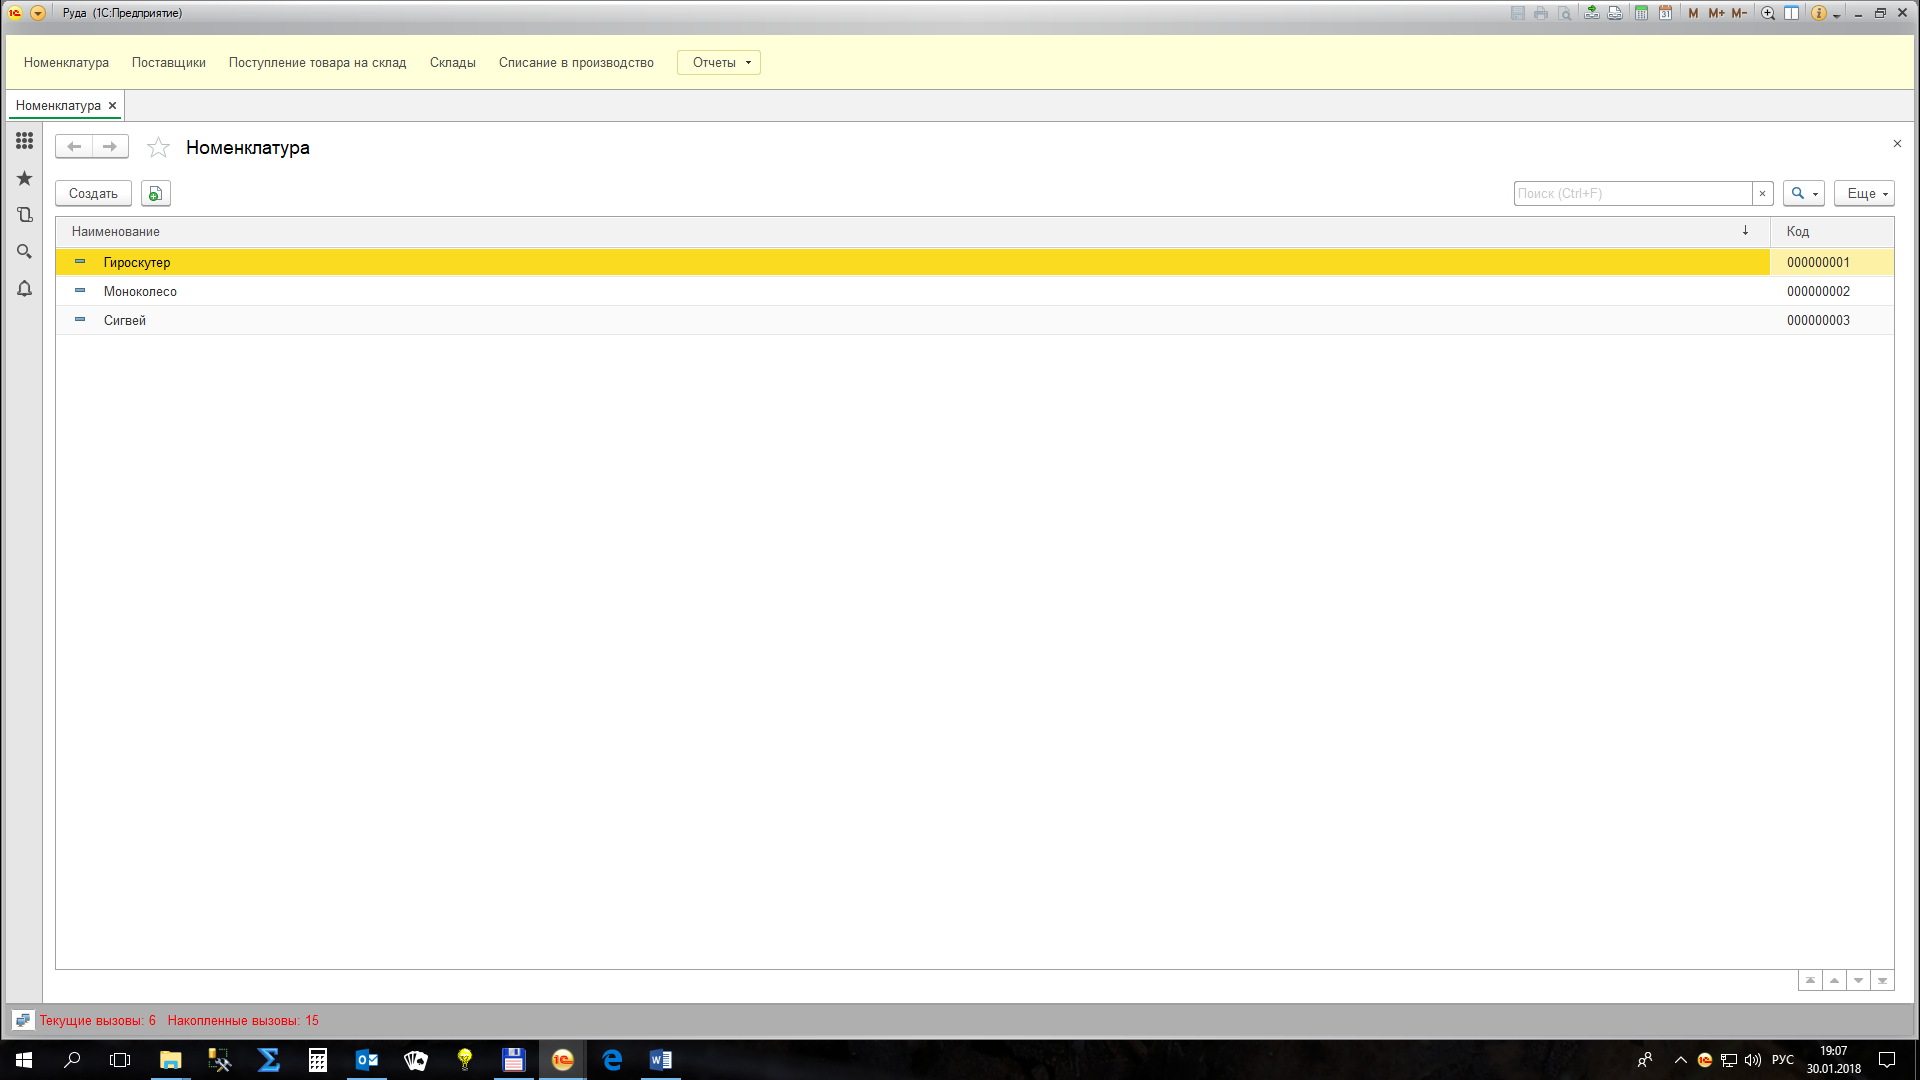 Руда (1С:Предприятие)
M M+ M-
Номенклатура Поставщики Поступление товара на склад Склады Списание в производство Отчеты
Номенклатура
Номенклатура
Создать Поиск (Ctrl+F) Еще
Наименование Код
Гироскутер 000000001
Моноколесо 000000002
Сигвей 000000003
Текущие вызовы: 6 Накопленные вызовы: 15
РУС 19:07
30.01.2018